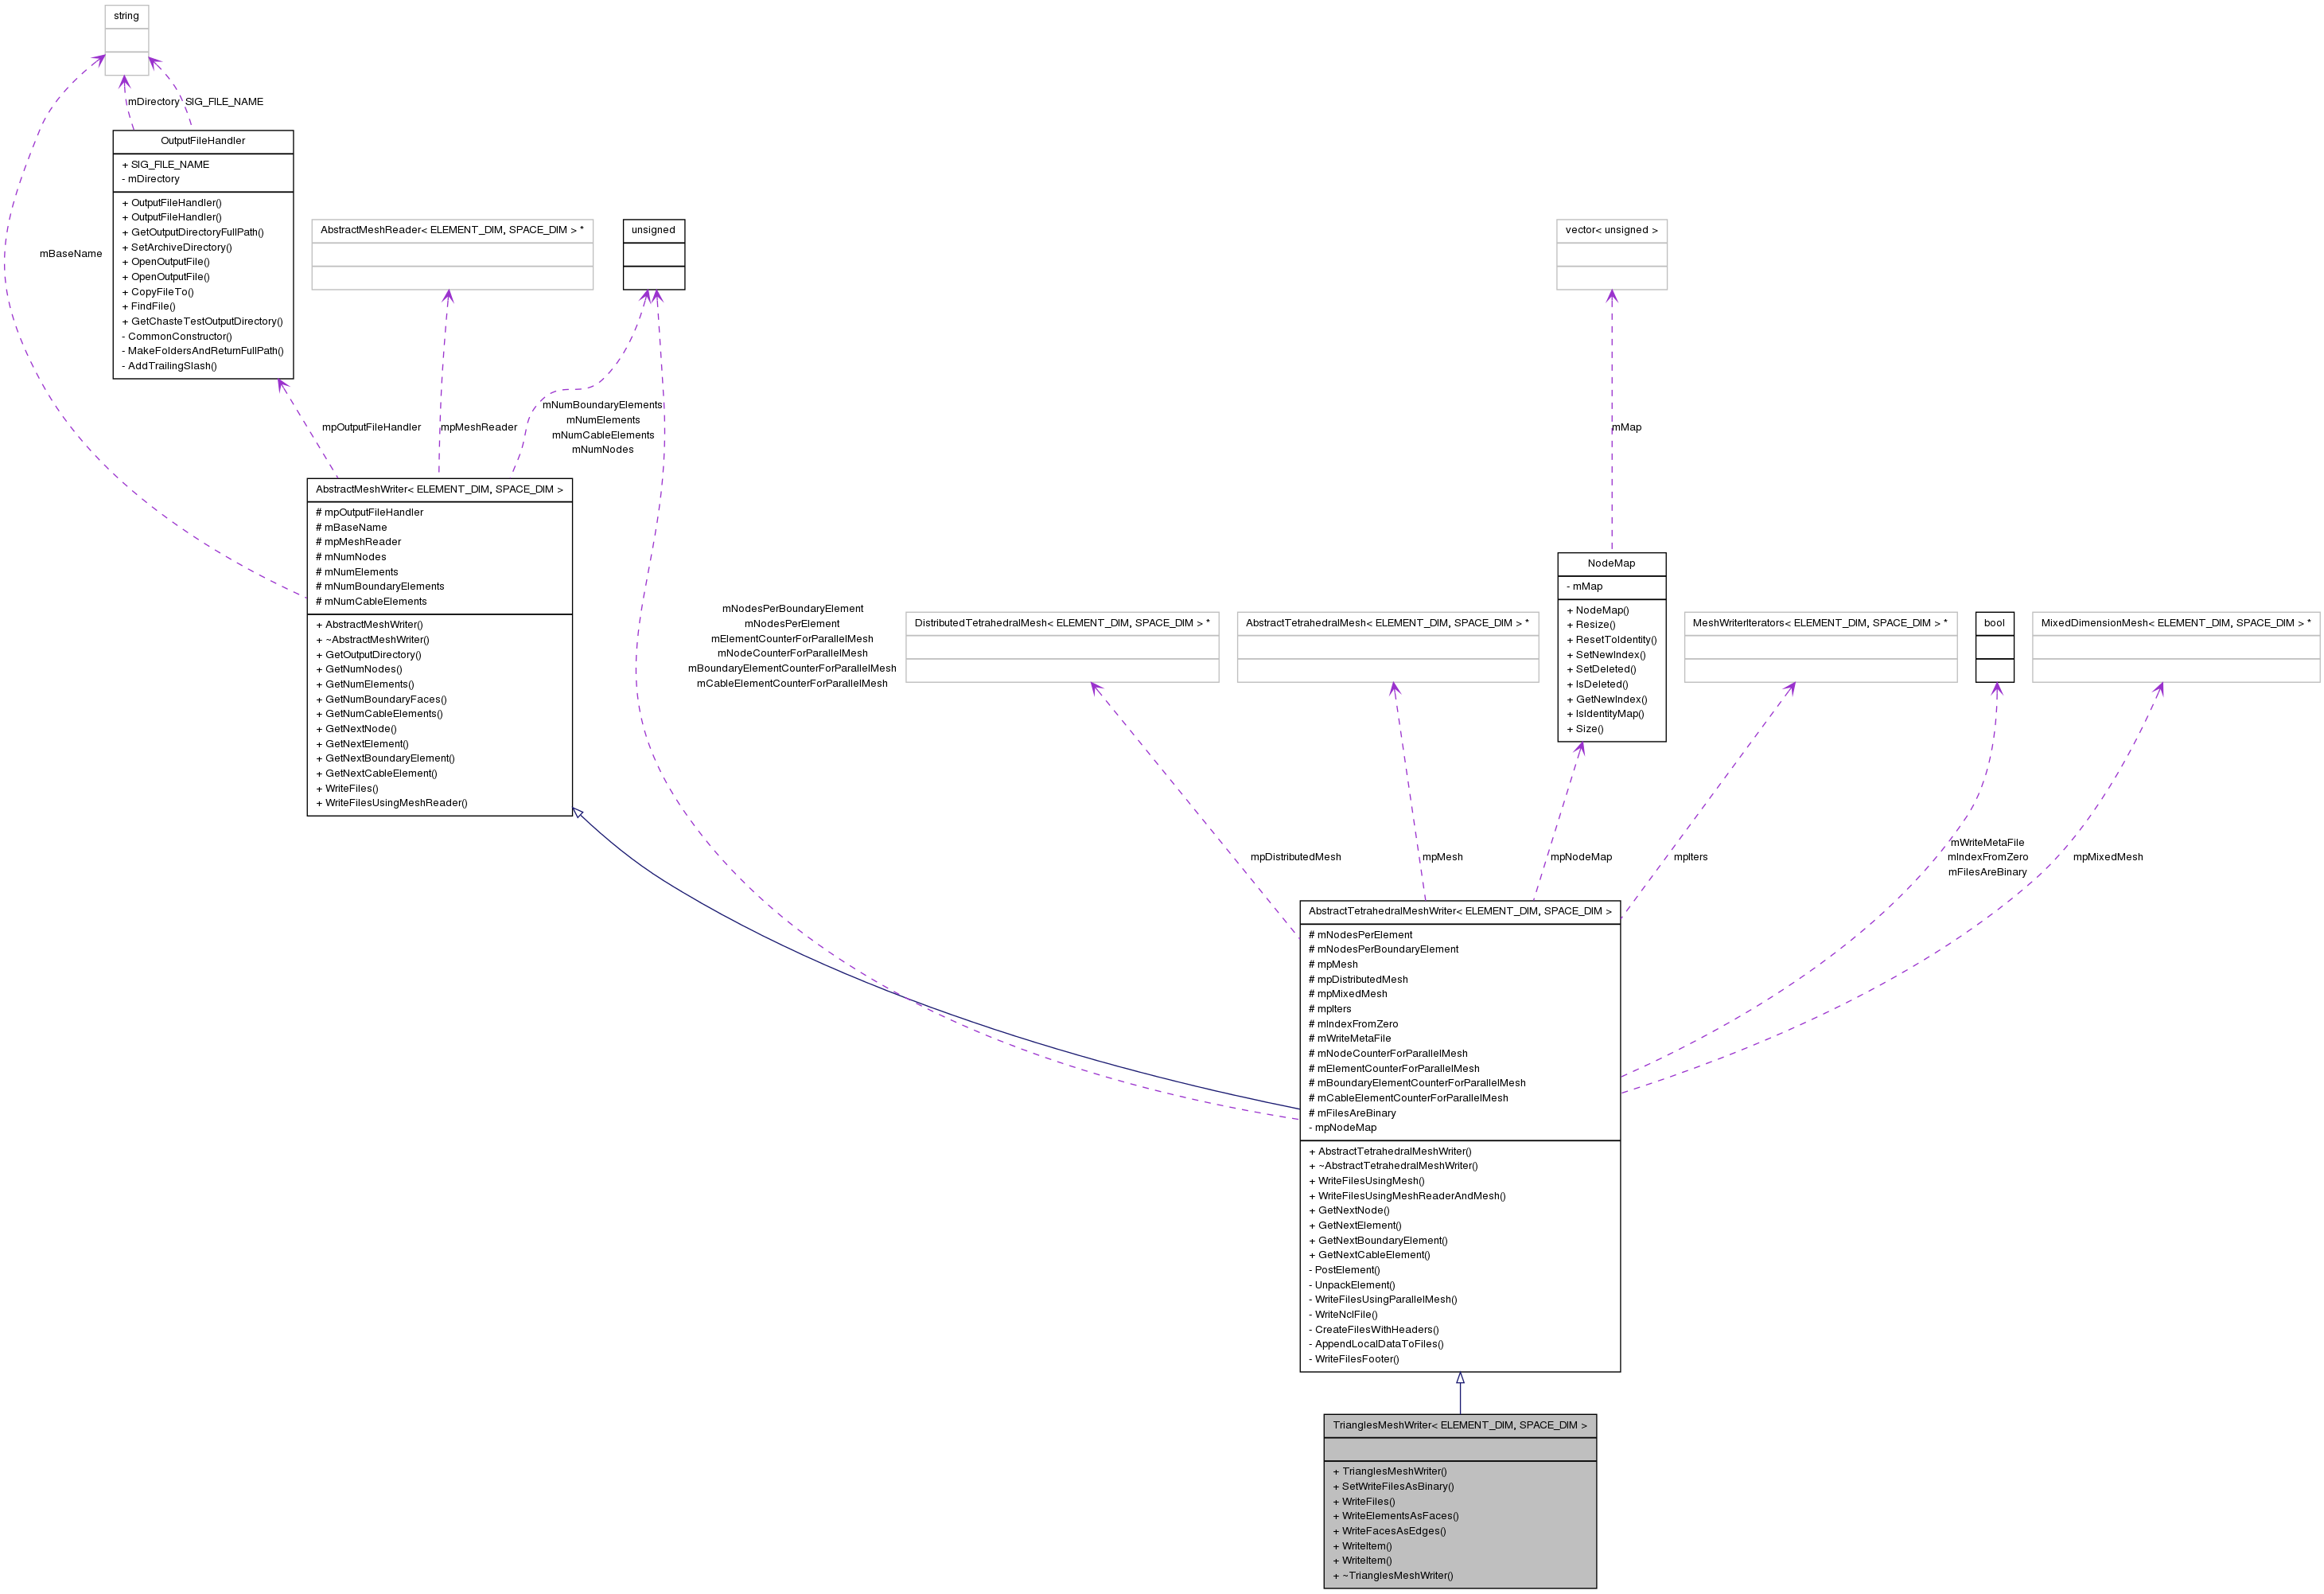 string
mDirectory
SIG_FILE_NAME
OutputFileHandler
+ SIG_FILE_NAME
- mDirectory
+ OutputFileHandler()
+ OutputFileHandler()
+ GetOutputDirectoryFullPath()
+ SetArchiveDirectory()
+ OpenOutputFile()
+ OpenOutputFile()
+ CopyFileTo()
+ FindFile()
+ GetChasteTestOutputDirectory()
- CommonConstructor()
- MakeFoldersAndReturnFullPath()
- AddTrailingSlash()
mBaseName
AbstractMeshReader< ELEMENT_DIM, SPACE_DIM > *
unsigned
vector< unsigned >
mpOutputFileHandler
mpMeshReader
mNumBoundaryElements
mNumElements
mNumCableElements
mNumNodes
mMap
AbstractMeshWriter< ELEMENT_DIM, SPACE_DIM >
# mpOutputFileHandler
# mBaseName
# mpMeshReader
# mNumNodes
# mNumElements
# mNumBoundaryElements
# mNumCableElements
+ AbstractMeshWriter()
+ ~AbstractMeshWriter()
+ GetOutputDirectory()
+ GetNumNodes()
+ GetNumElements()
+ GetNumBoundaryFaces()
+ GetNumCableElements()
+ GetNextNode()
+ GetNextElement()
+ GetNextBoundaryElement()
+ GetNextCableElement()
+ WriteFiles()
+ WriteFilesUsingMeshReader()
mNodesPerBoundaryElement
mNodesPerElement
mElementCounterForParallelMesh
mNodeCounterForParallelMesh
mBoundaryElementCounterForParallelMesh
mCableElementCounterForParallelMesh
DistributedTetrahedralMesh< ELEMENT_DIM, SPACE_DIM > *
AbstractTetrahedralMesh< ELEMENT_DIM, SPACE_DIM > *
NodeMap
- mMap
+ NodeMap()
+ Resize()
+ ResetToIdentity()
+ SetNewIndex()
+ SetDeleted()
+ IsDeleted()
+ GetNewIndex()
+ IsIdentityMap()
+ Size()
MeshWriterIterators< ELEMENT_DIM, SPACE_DIM > *
bool
MixedDimensionMesh< ELEMENT_DIM, SPACE_DIM > *
mpDistributedMesh
mpMesh
mpNodeMap
mpIters
mWriteMetaFile
mIndexFromZero
mFilesAreBinary
mpMixedMesh
AbstractTetrahedralMeshWriter< ELEMENT_DIM, SPACE_DIM >
# mNodesPerElement
# mNodesPerBoundaryElement
# mpMesh
# mpDistributedMesh
# mpMixedMesh
# mpIters
# mIndexFromZero
# mWriteMetaFile
# mNodeCounterForParallelMesh
# mElementCounterForParallelMesh
# mBoundaryElementCounterForParallelMesh
# mCableElementCounterForParallelMesh
# mFilesAreBinary
- mpNodeMap
+ AbstractTetrahedralMeshWriter()
+ ~AbstractTetrahedralMeshWriter()
+ WriteFilesUsingMesh()
+ WriteFilesUsingMeshReaderAndMesh()
+ GetNextNode()
+ GetNextElement()
+ GetNextBoundaryElement()
+ GetNextCableElement()
- PostElement()
- UnpackElement()
- WriteFilesUsingParallelMesh()
- WriteNclFile()
- CreateFilesWithHeaders()
- AppendLocalDataToFiles()
- WriteFilesFooter()
TrianglesMeshWriter< ELEMENT_DIM, SPACE_DIM >
+ TrianglesMeshWriter()
+ SetWriteFilesAsBinary()
+ WriteFiles()
+ WriteElementsAsFaces()
+ WriteFacesAsEdges()
+ WriteItem()
+ WriteItem()
+ ~TrianglesMeshWriter()